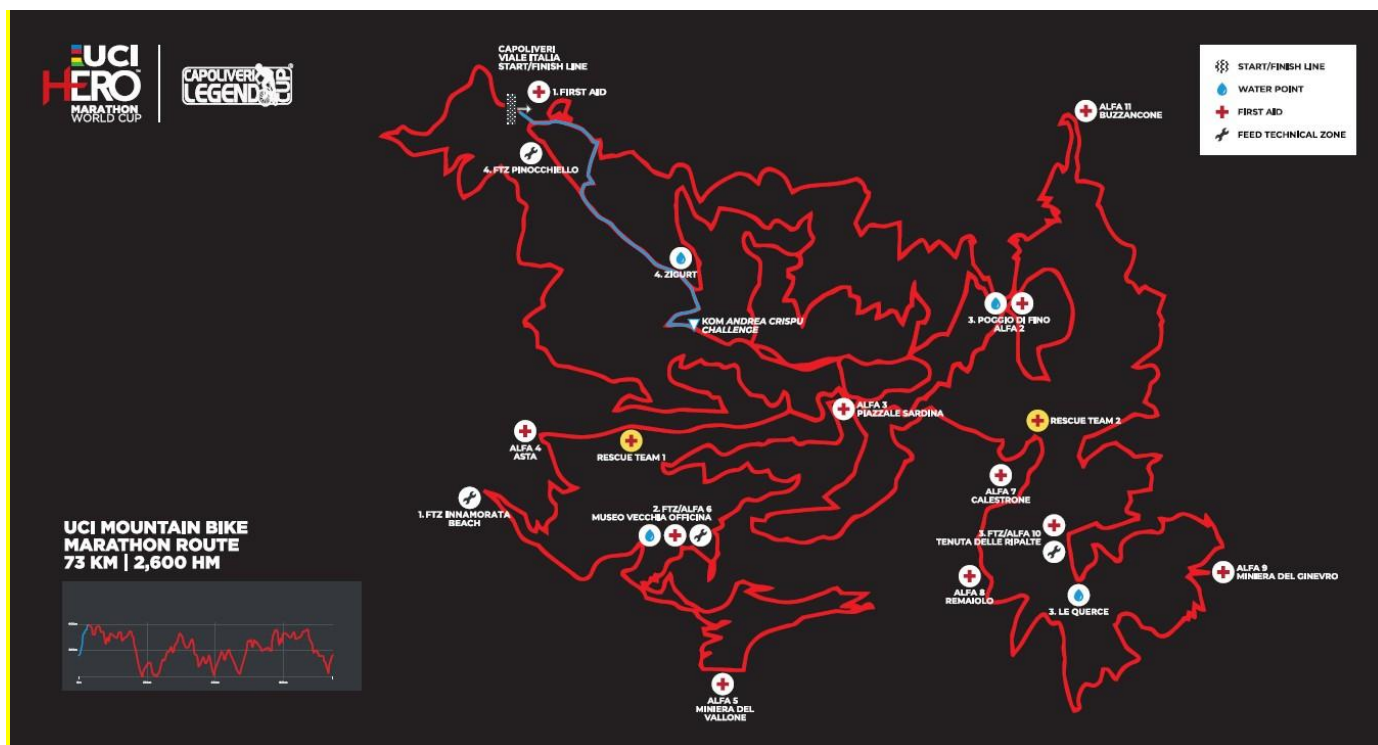 UCI
HERO
MARATHON
WORLD CUP
CAPOLIVERI
LEGEND CUP
CAPOLIVERI
VIALE ITALIA
START/FINISH LINE
1. FIRST AID
4. FTZ PINOCCHIELLO
4. ZIGURT
KOM ANDREA CRISPU
CHALLENGE
ALFA 11
BUZZANCONE
START/FINISH LINE
WATER POINT
FIRST AID
FEED TECHNICAL ZONE
3. POGGIO DI FINO
ALFA 2
ALFA 3
PIAZZALE SARDINA
RESCUE TEAM 2
ALFA 4
ASTA
RESCUE TEAM 1
ALFA 7
CALESTRONE
1. FTZ INNAMORATA
BEACH
2. FTZ/ALFA 6
MUSEO VECCHIA OFFICINA
3. FTZ/ALFA 10
TENUTA DELLE RIPALTE
ALFA 9
MINIERA DEL GINEVRO
ALFA 8
REMAIOLO
3. LE QUERCE
ALFA 5
MINIERA DEL
VALLONE
UCI MOUNTAIN BIKE
MARATHON ROUTE
73 KM | 2,600 HM